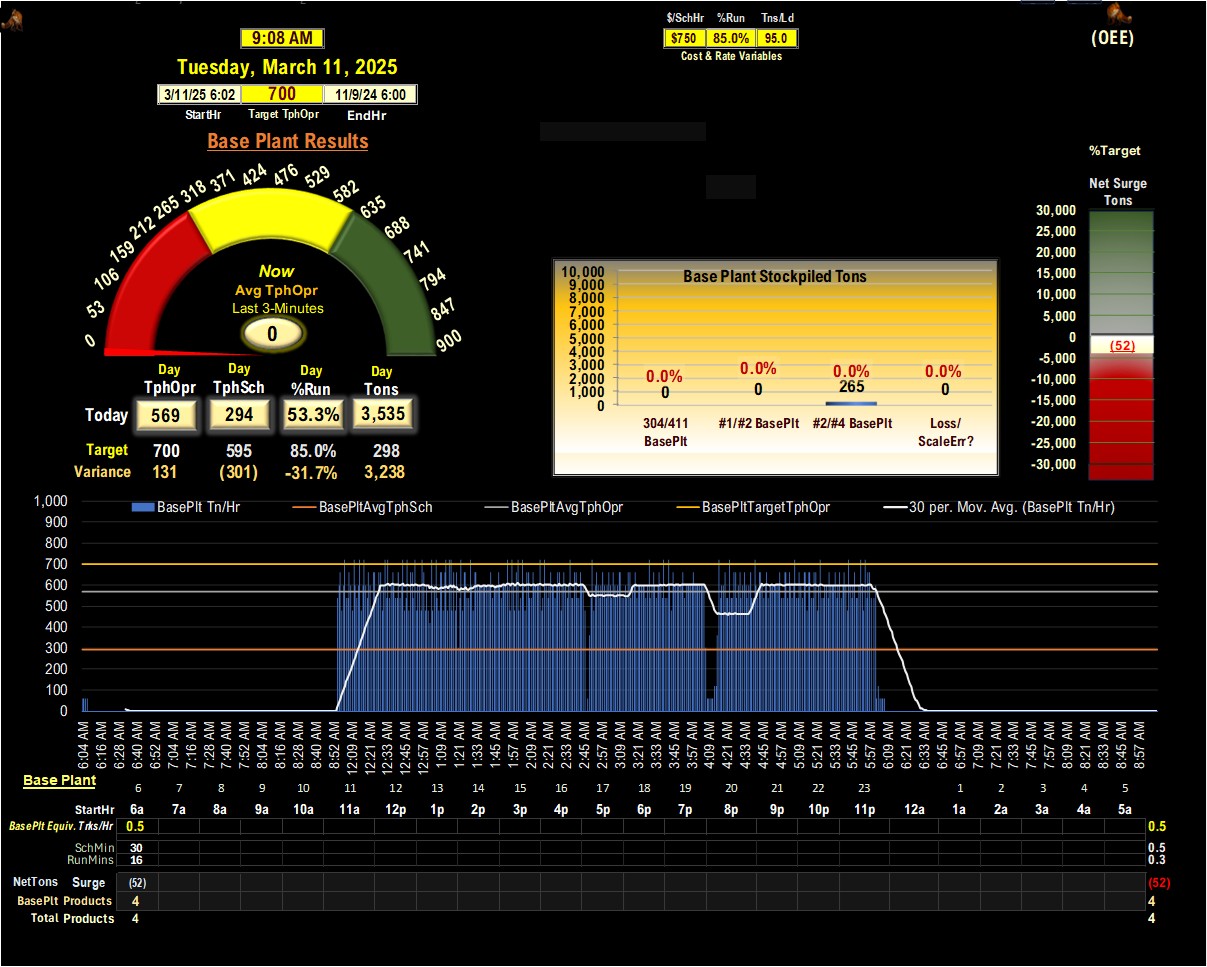 $/SchHr %Run Tns/Ld
$750 85.0% 95.0
Cost & Rate Variables
(OEE)
9:08 AM
Tuesday, March 11, 2025
3/11/25 6:02 700 11/9/24 6:00
StartHr Target TphOpr EndHr
Base Plant Results
0 53 106 159 212 265 318 371 424 476 529 582 635 688 741 794 847 900
Now
Avg TphOpr
Last 3-Minutes
0
Day Day Day Day
TphOpr TphSch %Run Tons
Today 569 294 53.3% 3,535
Target 700 595 85.0% 298
Variance 131 (301) -31.7% 3,238
Base Plant Stockpiled Tons
10,000
9,000
8,000
7,000
6,000
5,000
4,000
3,000
2,000
1,000
0
0.0% 0.0% 0.0% 0.0%
0 0 265 0
304/411 BasePlt
#1/#2 BasePlt
#2/#4 BasePlt
Loss/ ScaleErr?
%Target
Net Surge
Tons
30,000
25,000
20,000
15,000
10,000
5,000
0
-5,000
-10,000
-15,000
-20,000
-25,000
-30,000
(52)
BasePlt Tn/Hr BasePltAvgTphSch BasePltAvgTphOpr BasePltTargetTphOpr 30 per. Mov. Avg. (BasePlt Tn/Hr)
1,000
900
800
700
600
500
400
300
200
100
0
6:04 AM 6:16 AM 6:28 AM 6:40 AM 6:52 AM 7:04 AM 7:16 AM 7:28 AM 7:40 AM 7:52 AM 8:04 AM 8:16 AM 8:28 AM 8:40 AM 8:52 AM 12:09 AM 12:21 AM 12:33 AM 12:45 AM 12:57 AM 1:09 AM 1:21 AM 1:33 AM 1:45 AM 1:57 AM 2:09 AM 2:21 AM 2:33 AM 2:45 AM 2:57 AM 3:09 AM 3:21 AM 3:33 AM 3:45 AM 3:57 AM 4:09 AM 4:21 AM 4:33 AM 4:45 AM 4:57 AM 5:09 AM 5:21 AM 5:33 AM 5:45 AM 5:57 AM 6:09 AM 6:21 AM 6:33 AM 6:45 AM 6:57 AM 7:09 AM 7:21 AM 7:33 AM 7:45 AM 7:57 AM 8:09 AM 8:21 AM 8:33 AM 8:45 AM 8:57 AM
Base Plant
6 7 8 9 10 11 12 13 14 15 16 17 18 19 20 21 22 23 1 2 3 4 5
StartHr 6a 7a 8a 9a 10a 11a 12p 1p 2p 3p 4p 5p 6p 7p 8p 9p 10p 11p 12a 1a 2a 3a 4a 5a
BasePlt Equiv. Trks/Hr 0.5 0.5
SchMin 30 0.5
RunMins 16 0.3
NetTons Surge (52) (52)
BasePlt Products 4 4
Total Products 4 4